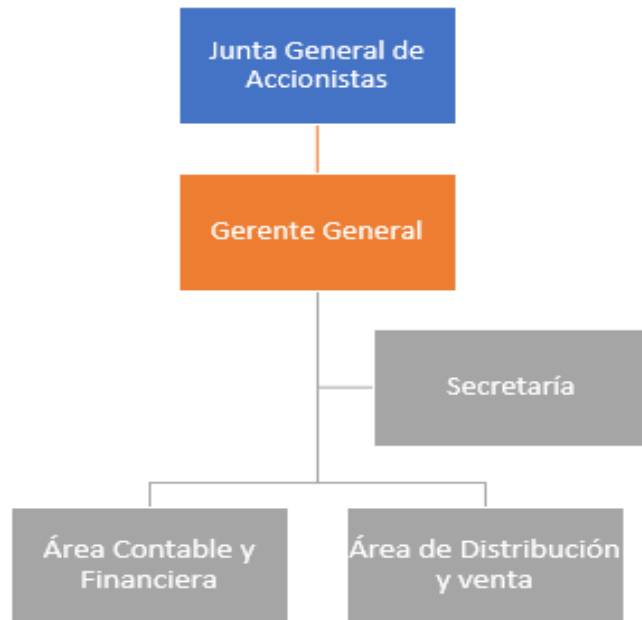 Junta General de
Accionistas
Gerente General
Secretaría
Área Contable y
Financiera
Área de Distribución
y venta